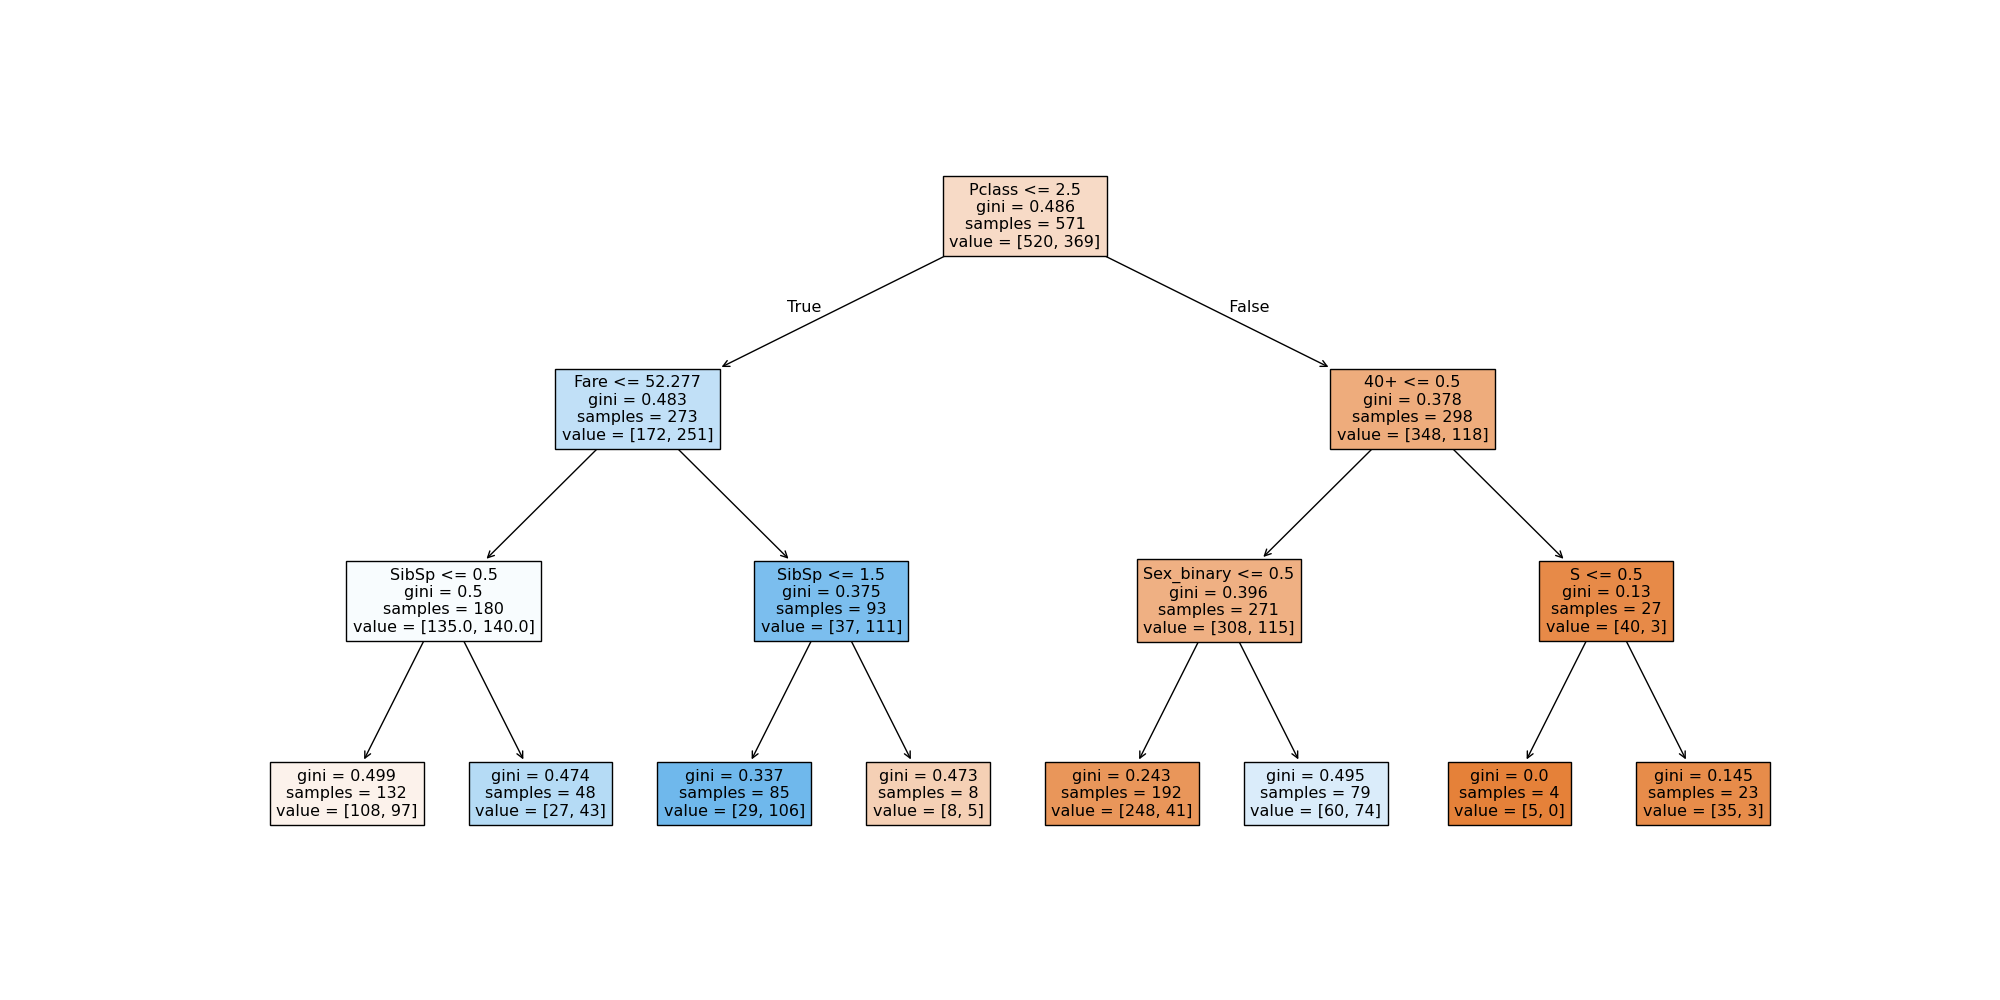 Pclass <= 2.5
gini = 0.486
samples = 571
value = [520, 369]
True
False
Fare <= 52.277
gini = 0.483
samples = 273
value = [172, 251]
40+ <= 0.5
gini = 0.378
samples = 298
value = [348, 118]
SibSp <= 0.5
gini = 0.5
samples = 180
value = [135.0, 140.0]
SibSp <= 1.5
gini = 0.375
samples = 93
value = [37, 111]
Sex_binary <= 0.5
gini = 0.396
samples = 271
value = [308, 115]
S <= 0.5
gini = 0.13
samples = 27
value = [40, 3]
gini = 0.499
samples = 132
value = [108, 97]
gini = 0.474
samples = 48
value = [27, 43]
gini = 0.337
samples = 85
value = [29, 106]
gini = 0.473
samples = 8
value = [8, 5]
gini = 0.243
samples = 192
value = [248, 41]
gini = 0.495
samples = 79
value = [60, 74]
gini = 0.0
samples = 4
value = [5, 0]
gini = 0.145
samples = 23
value = [35, 3]